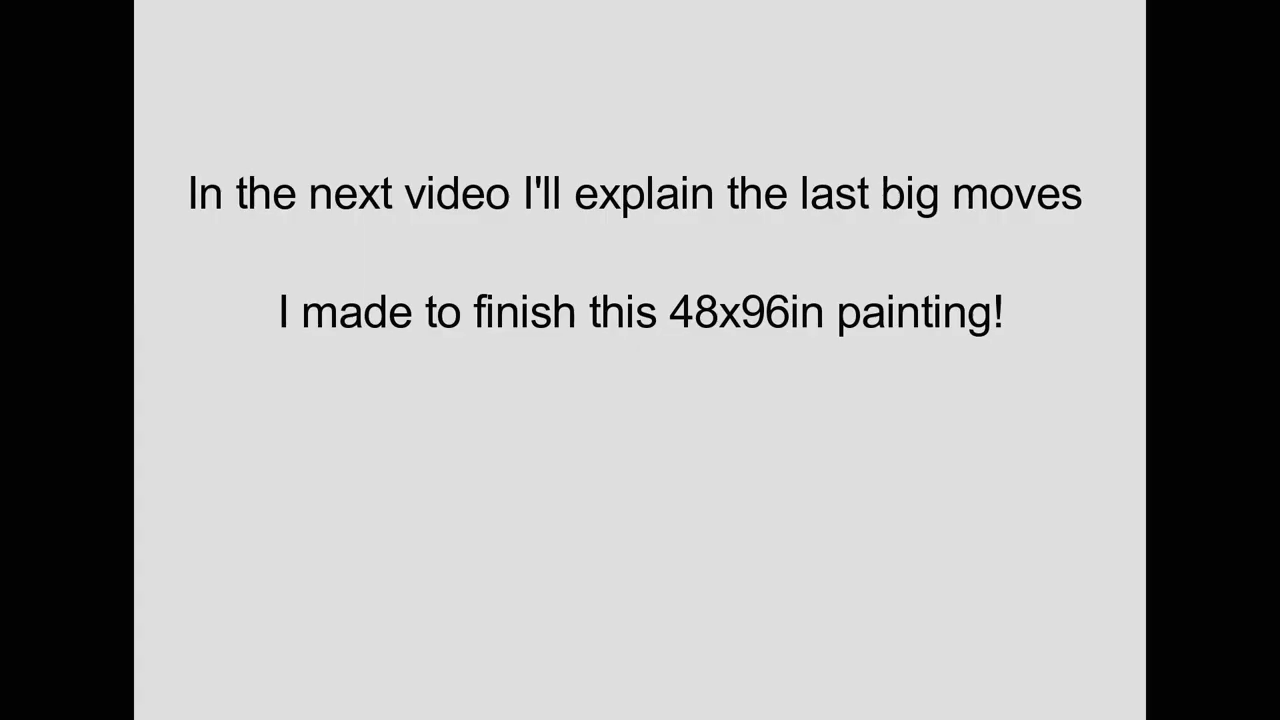 In the next video I'll explain the last big moves
I made to finish this 48x96in painting!